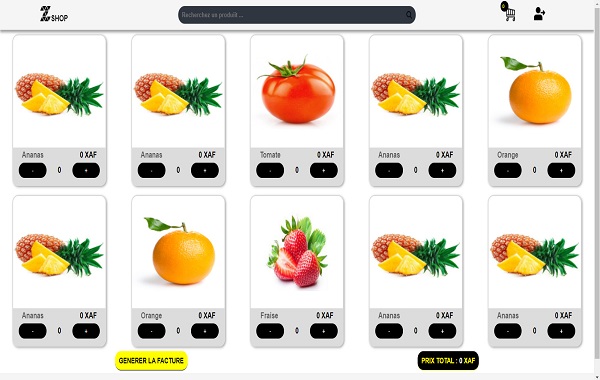 Z SHOP
Recherchez un produit ...
0
Ananas 0 XAF
- 0 +
Ananas 0 XAF
- 0 +
Tomate 0 XAF
- 0 +
Ananas 0 XAF
- 0 +
Orange 0 XAF
- 0 +
Ananas 0 XAF
- 0 +
Orange 0 XAF
- 0 +
Fraise 0 XAF
- 0 +
Ananas 0 XAF
- 0 +
Ananas 0 XAF
- 0 +
GENERER LA FACTURE
PRIX TOTAL : 0 XAF